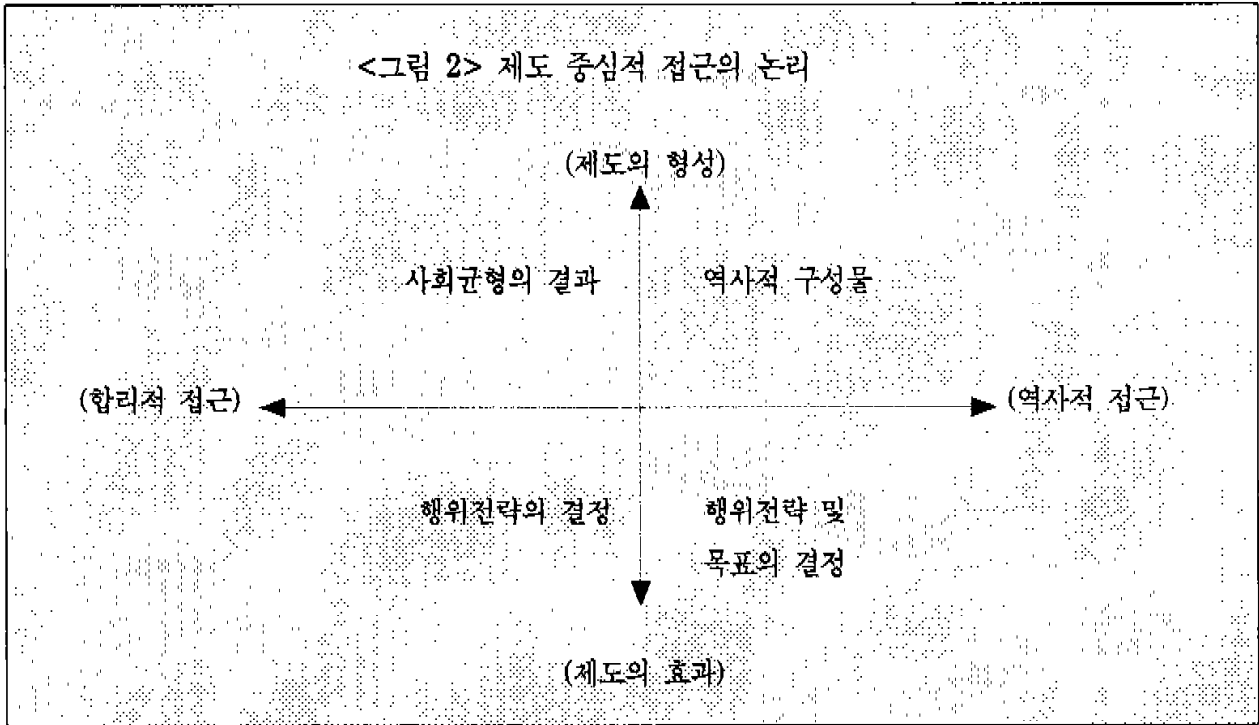 <그림 2> 제도 중심적 접근의 논리
(제도의 형성)
사회균형의 결과 역사적 구성물
(합리적 접근) (역사적 접근)
행위전략의 결정 행위전략 및
목표의 결정
(제도의 효과)